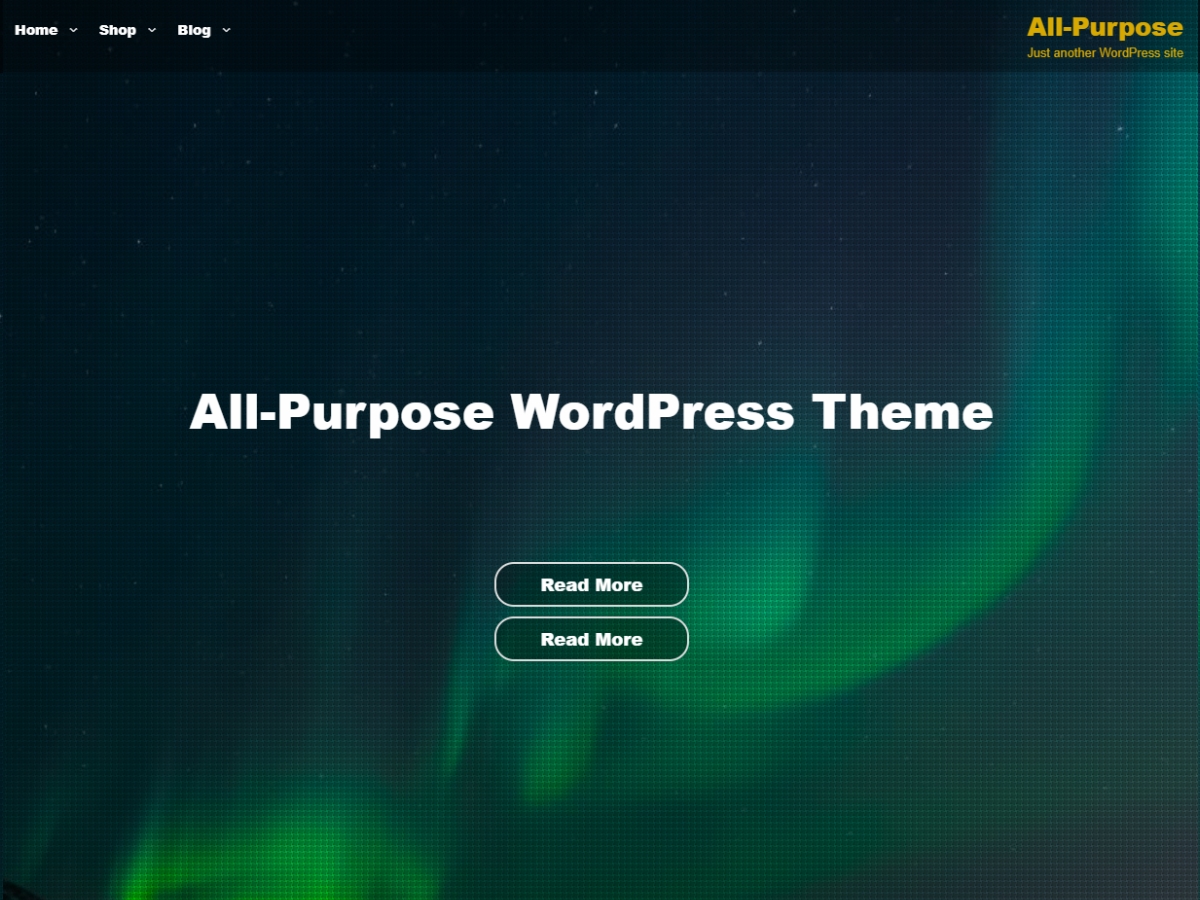 Home
Shop
Blog
All-Purpose
Just another WordPress site
All-Purpose WordPress Theme
Read More
Read More